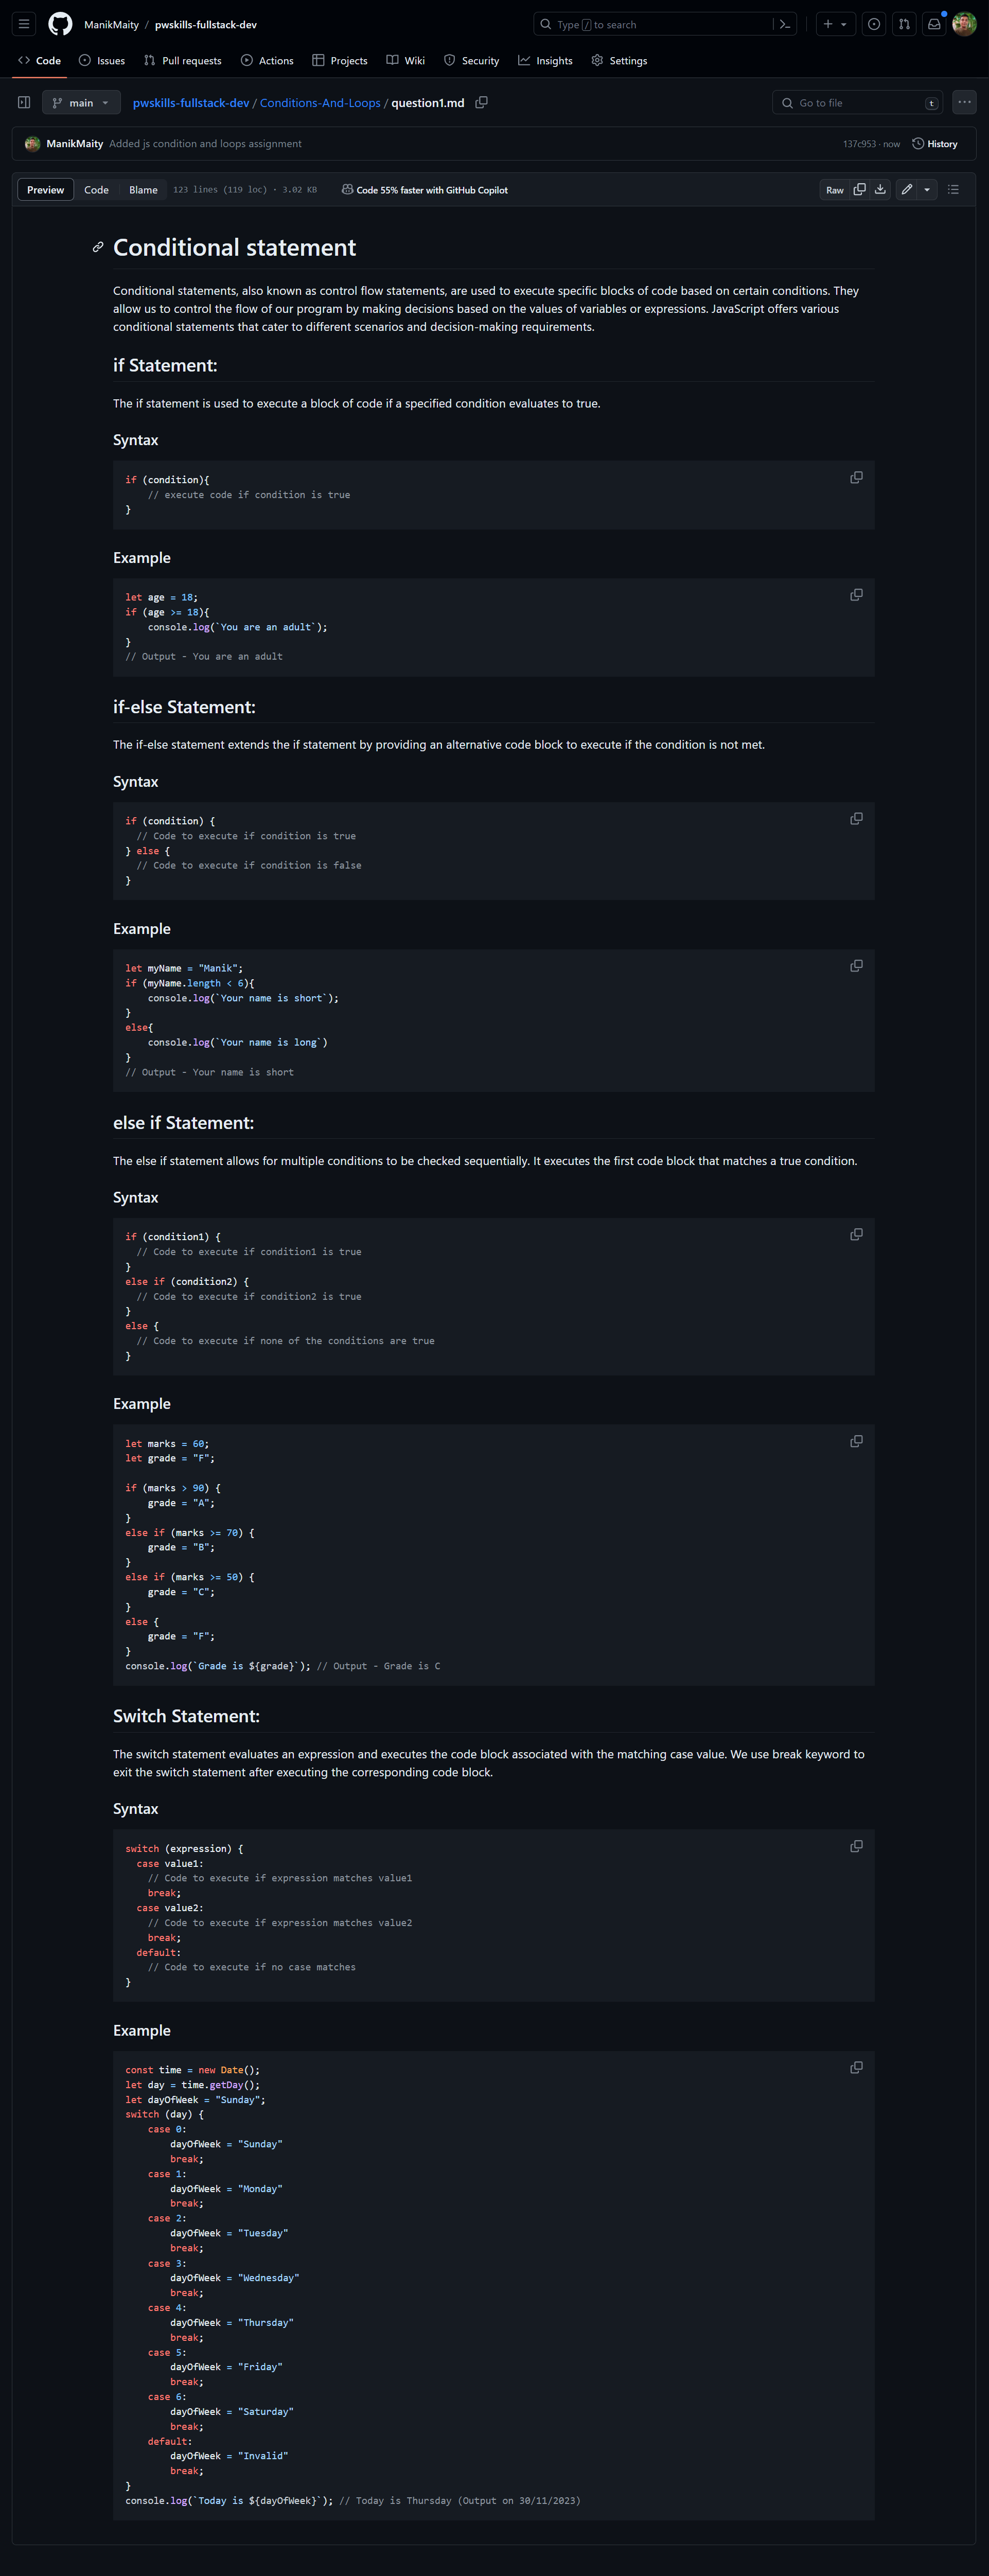 ManikMaity / pwskills-fullstack-dev
Type / to search
Code Issues Pull requests Actions Projects Wiki Security Insights Settings
main pwskills-fullstack-dev / Conditions-And-Loops / question1.md Go to file t
ManikMaity Added js condition and loops assignment 137c953 · now History
Preview Code Blame 123 lines (119 loc) · 3.02 KB Code 55% faster with GitHub Copilot Raw
Conditional statement
Conditional statements, also known as control flow statements, are used to execute specific blocks of code based on certain conditions. They
allow us to control the flow of our program by making decisions based on the values of variables or expressions. JavaScript offers various
conditional statements that cater to different scenarios and decision-making requirements.
if Statement:
The if statement is used to execute a block of code if a specified condition evaluates to true.
Syntax
if (condition){
    // execute code if condition is true
}
Example
let age = 18;
if (age >= 18){
    console.log(`You are an adult`);
}
// Output - You are an adult
if-else Statement:
The if-else statement extends the if statement by providing an alternative code block to execute if the condition is not met.
Syntax
if (condition) {
  // Code to execute if condition is true
} else {
  // Code to execute if condition is false
}
Example
let myName = "Manik";
if (myName.length < 6){
    console.log(`Your name is short`);
}
else{
    console.log(`Your name is long`)
}
// Output - Your name is short
else if Statement:
The else if statement allows for multiple conditions to be checked sequentially. It executes the first code block that matches a true condition.
Syntax
if (condition1) {
  // Code to execute if condition1 is true
}
else if (condition2) {
  // Code to execute if condition2 is true
}
else {
  // Code to execute if none of the conditions are true
}
Example
let marks = 60;
let grade = "F";

if (marks > 90) {
    grade = "A";
}
else if (marks >= 70) {
    grade = "B";
}
else if (marks >= 50) {
    grade = "C";
}
else {
    grade = "F";
}
console.log(`Grade is ${grade}`); // Output - Grade is C
Switch Statement:
The switch statement evaluates an expression and executes the code block associated with the matching case value. We use break keyword to
exit the switch statement after executing the corresponding code block.
Syntax
switch (expression) {
  case value1:
    // Code to execute if expression matches value1
    break;
  case value2:
    // Code to execute if expression matches value2
    break;
  default:
    // Code to execute if no case matches
}
Example
const time = new Date();
let day = time.getDay();
let dayOfWeek = "Sunday";
switch (day) {
    case 0:
        dayOfWeek = "Sunday"
        break;
    case 1:
        dayOfWeek = "Monday"
        break;
    case 2:
        dayOfWeek = "Tuesday"
        break;
    case 3:
        dayOfWeek = "Wednesday"
        break;
    case 4:
        dayOfWeek = "Thursday"
        break;
    case 5:
        dayOfWeek = "Friday"
        break;
    case 6:
        dayOfWeek = "Saturday"
        break;
    default:
        dayOfWeek = "Invalid"
        break;
}
console.log(`Today is ${dayOfWeek}`); // Today is Thursday (Output on 30/11/2023)